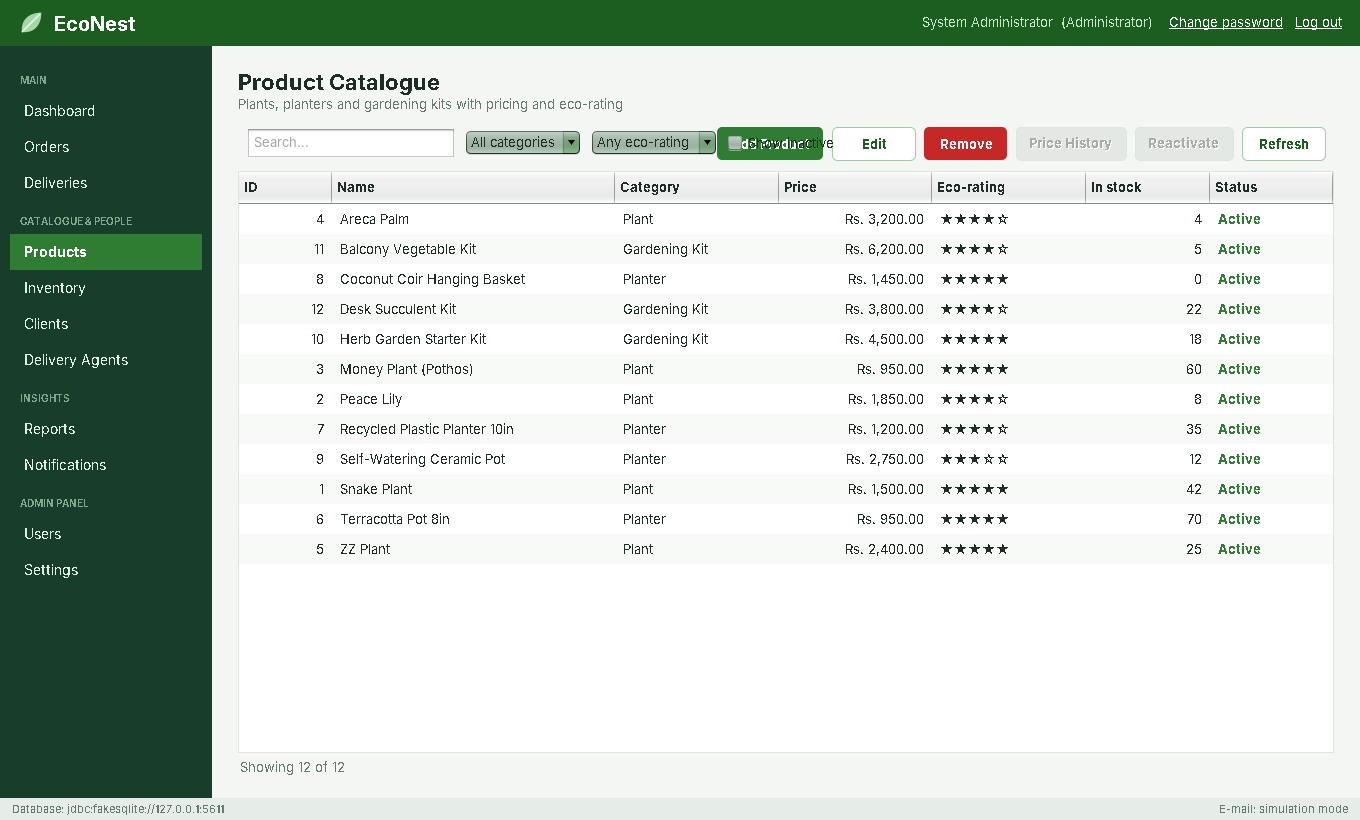 EcoNest
System Administrator (Administrator) Change password Log out
MAIN
Dashboard
Orders
Deliveries
CATALOGUE & PEOPLE
Products
Inventory
Clients
Delivery Agents
INSIGHTS
Reports
Notifications
ADMIN PANEL
Users
Settings
Product Catalogue
Plants, planters and gardening kits with pricing and eco-rating
Search... All categories Any eco-rating Edit Remove Price History Reactivate Refresh
ID Name Category Price Eco-rating In stock Status
4 Areca Palm Plant Rs. 3,200.00 ★★★★☆ 4 Active
11 Balcony Vegetable Kit Gardening Kit Rs. 6,200.00 ★★★★☆ 5 Active
8 Coconut Coir Hanging Basket Planter Rs. 1,450.00 ★★★★★ 0 Active
12 Desk Succulent Kit Gardening Kit Rs. 3,800.00 ★★★★☆ 22 Active
10 Herb Garden Starter Kit Gardening Kit Rs. 4,500.00 ★★★★★ 18 Active
3 Money Plant (Pothos) Plant Rs. 950.00 ★★★★★ 60 Active
2 Peace Lily Plant Rs. 1,850.00 ★★★★☆ 8 Active
7 Recycled Plastic Planter 10in Planter Rs. 1,200.00 ★★★★☆ 35 Active
9 Self-Watering Ceramic Pot Planter Rs. 2,750.00 ★★★☆☆ 12 Active
1 Snake Plant Plant Rs. 1,500.00 ★★★★★ 42 Active
6 Terracotta Pot 8in Planter Rs. 950.00 ★★★★★ 70 Active
5 ZZ Plant Plant Rs. 2,400.00 ★★★★★ 25 Active
Showing 12 of 12
Database: jdbc:fakesqlite://127.0.0.1:5611 E-mail: simulation mode